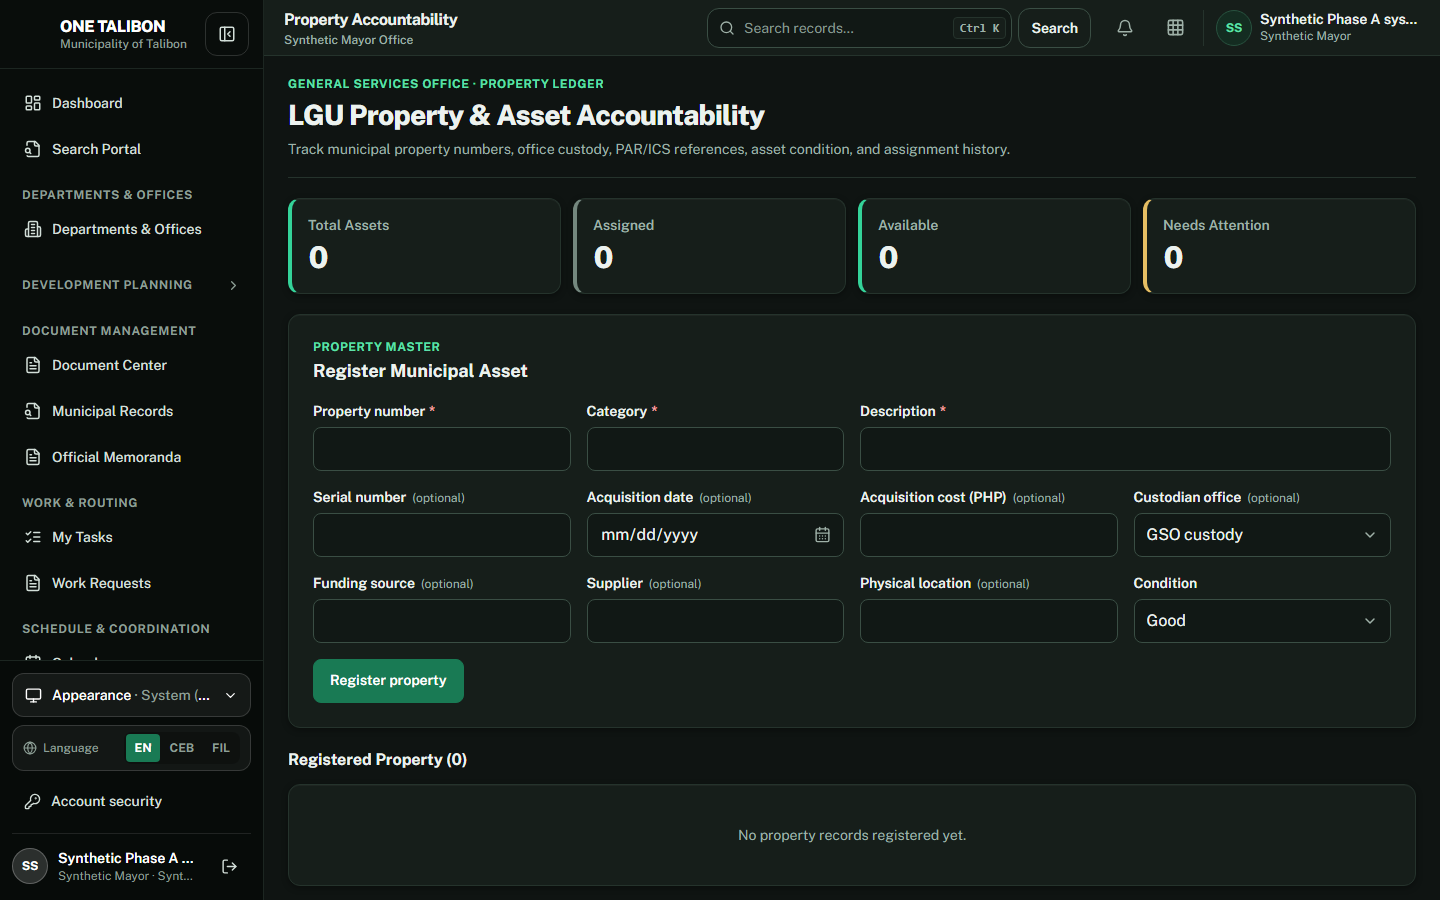 ONE TALIBON
Municipality of Talibon
Dashboard
Search Portal
DEPARTMENTS & OFFICES
Departments & Offices
DEVELOPMENT PLANNING
DOCUMENT MANAGEMENT
Document Center
Municipal Records
Official Memoranda
WORK & ROUTING
My Tasks
Work Requests
SCHEDULE & COORDINATION
Appearance · System (...
Language EN CEB FIL
Account security
SS Synthetic Phase A ...
Synthetic Mayor · Synt...
Property Accountability
Synthetic Mayor Office
Search records... Ctrl K Search
SS Synthetic Phase A sys...
Synthetic Mayor
GENERAL SERVICES OFFICE · PROPERTY LEDGER
LGU Property & Asset Accountability
Track municipal property numbers, office custody, PAR/ICS references, asset condition, and assignment history.
Total Assets
0
Assigned
0
Available
0
Needs Attention
0
PROPERTY MASTER
Register Municipal Asset
Property number * Category * Description *
Serial number (optional) Acquisition date (optional) Acquisition cost (PHP) (optional) Custodian office (optional)
mm/dd/yyyy GSO custody
Funding source (optional) Supplier (optional) Physical location (optional) Condition
Good
Register property
Registered Property (0)
No property records registered yet.